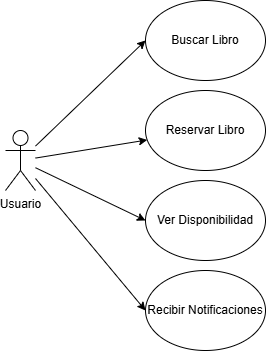 Buscar Libro
Reservar Libro
Usuario
Ver Disponibilidad
Recibir Notificaciones